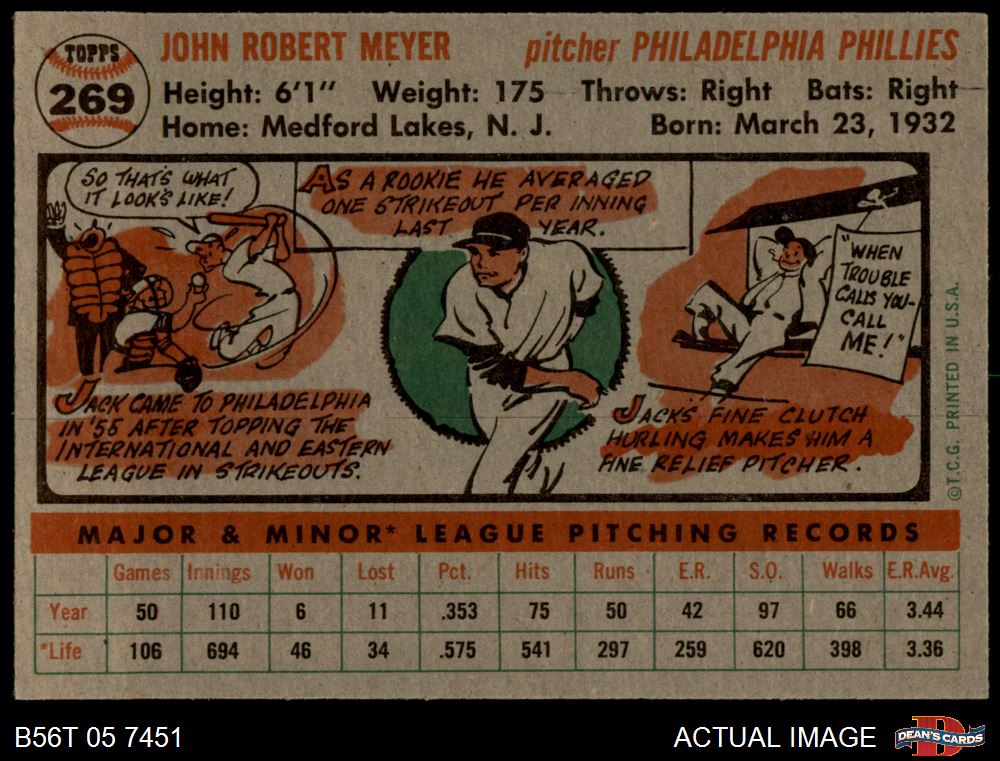 TOPPS
269
JOHN ROBERT MEYER pitcher PHILADELPHIA PHILLIES
Height: 6'1" Weight: 175 Throws: Right Bats: Right
Home: Medford Lakes, N. J. Born: March 23, 1932
SO THAT'S WHAT
IT LOOK'S LIKE!
AS A ROOKIE HE AVERAGED
ONE STRIKEOUT PER INNING
LAST YEAR.
"WHEN
TROUBLE
CALLS YOU-
CALL
ME!"
JACK CAME TO PHILADELPHIA
IN '55 AFTER TOPPING THE
INTERNATIONAL AND EASTERN
LEAGUE IN STRIKEOUTS.
JACK'S FINE CLUTCH
HURLING MAKES HIM A
FINE RELIEF PITCHER.
©T.C.G. PRINTED IN U.S.A.
MAJOR & MINOR* LEAGUE PITCHING RECORDS
Games Innings Won Lost Pct. Hits Runs E.R. S.O. Walks E.R.Avg.
Year 50 110 6 11 .353 75 50 42 97 66 3.44
*Life 106 694 46 34 .575 541 297 259 620 398 3.36
B56T 05 7451 ACTUAL IMAGE
DEAN'S CARDS